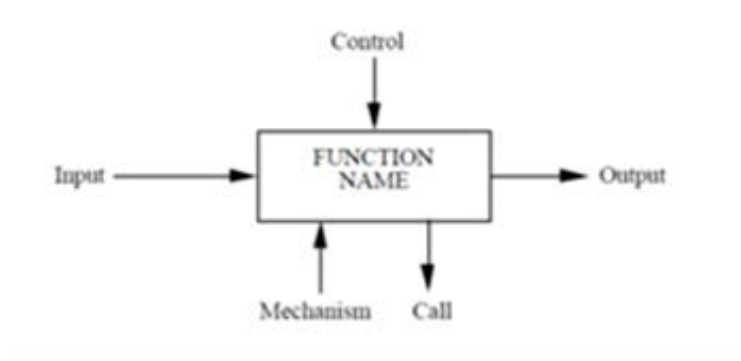 Control
FUNCTION
NAME
Input
Output
Mechanism
Call